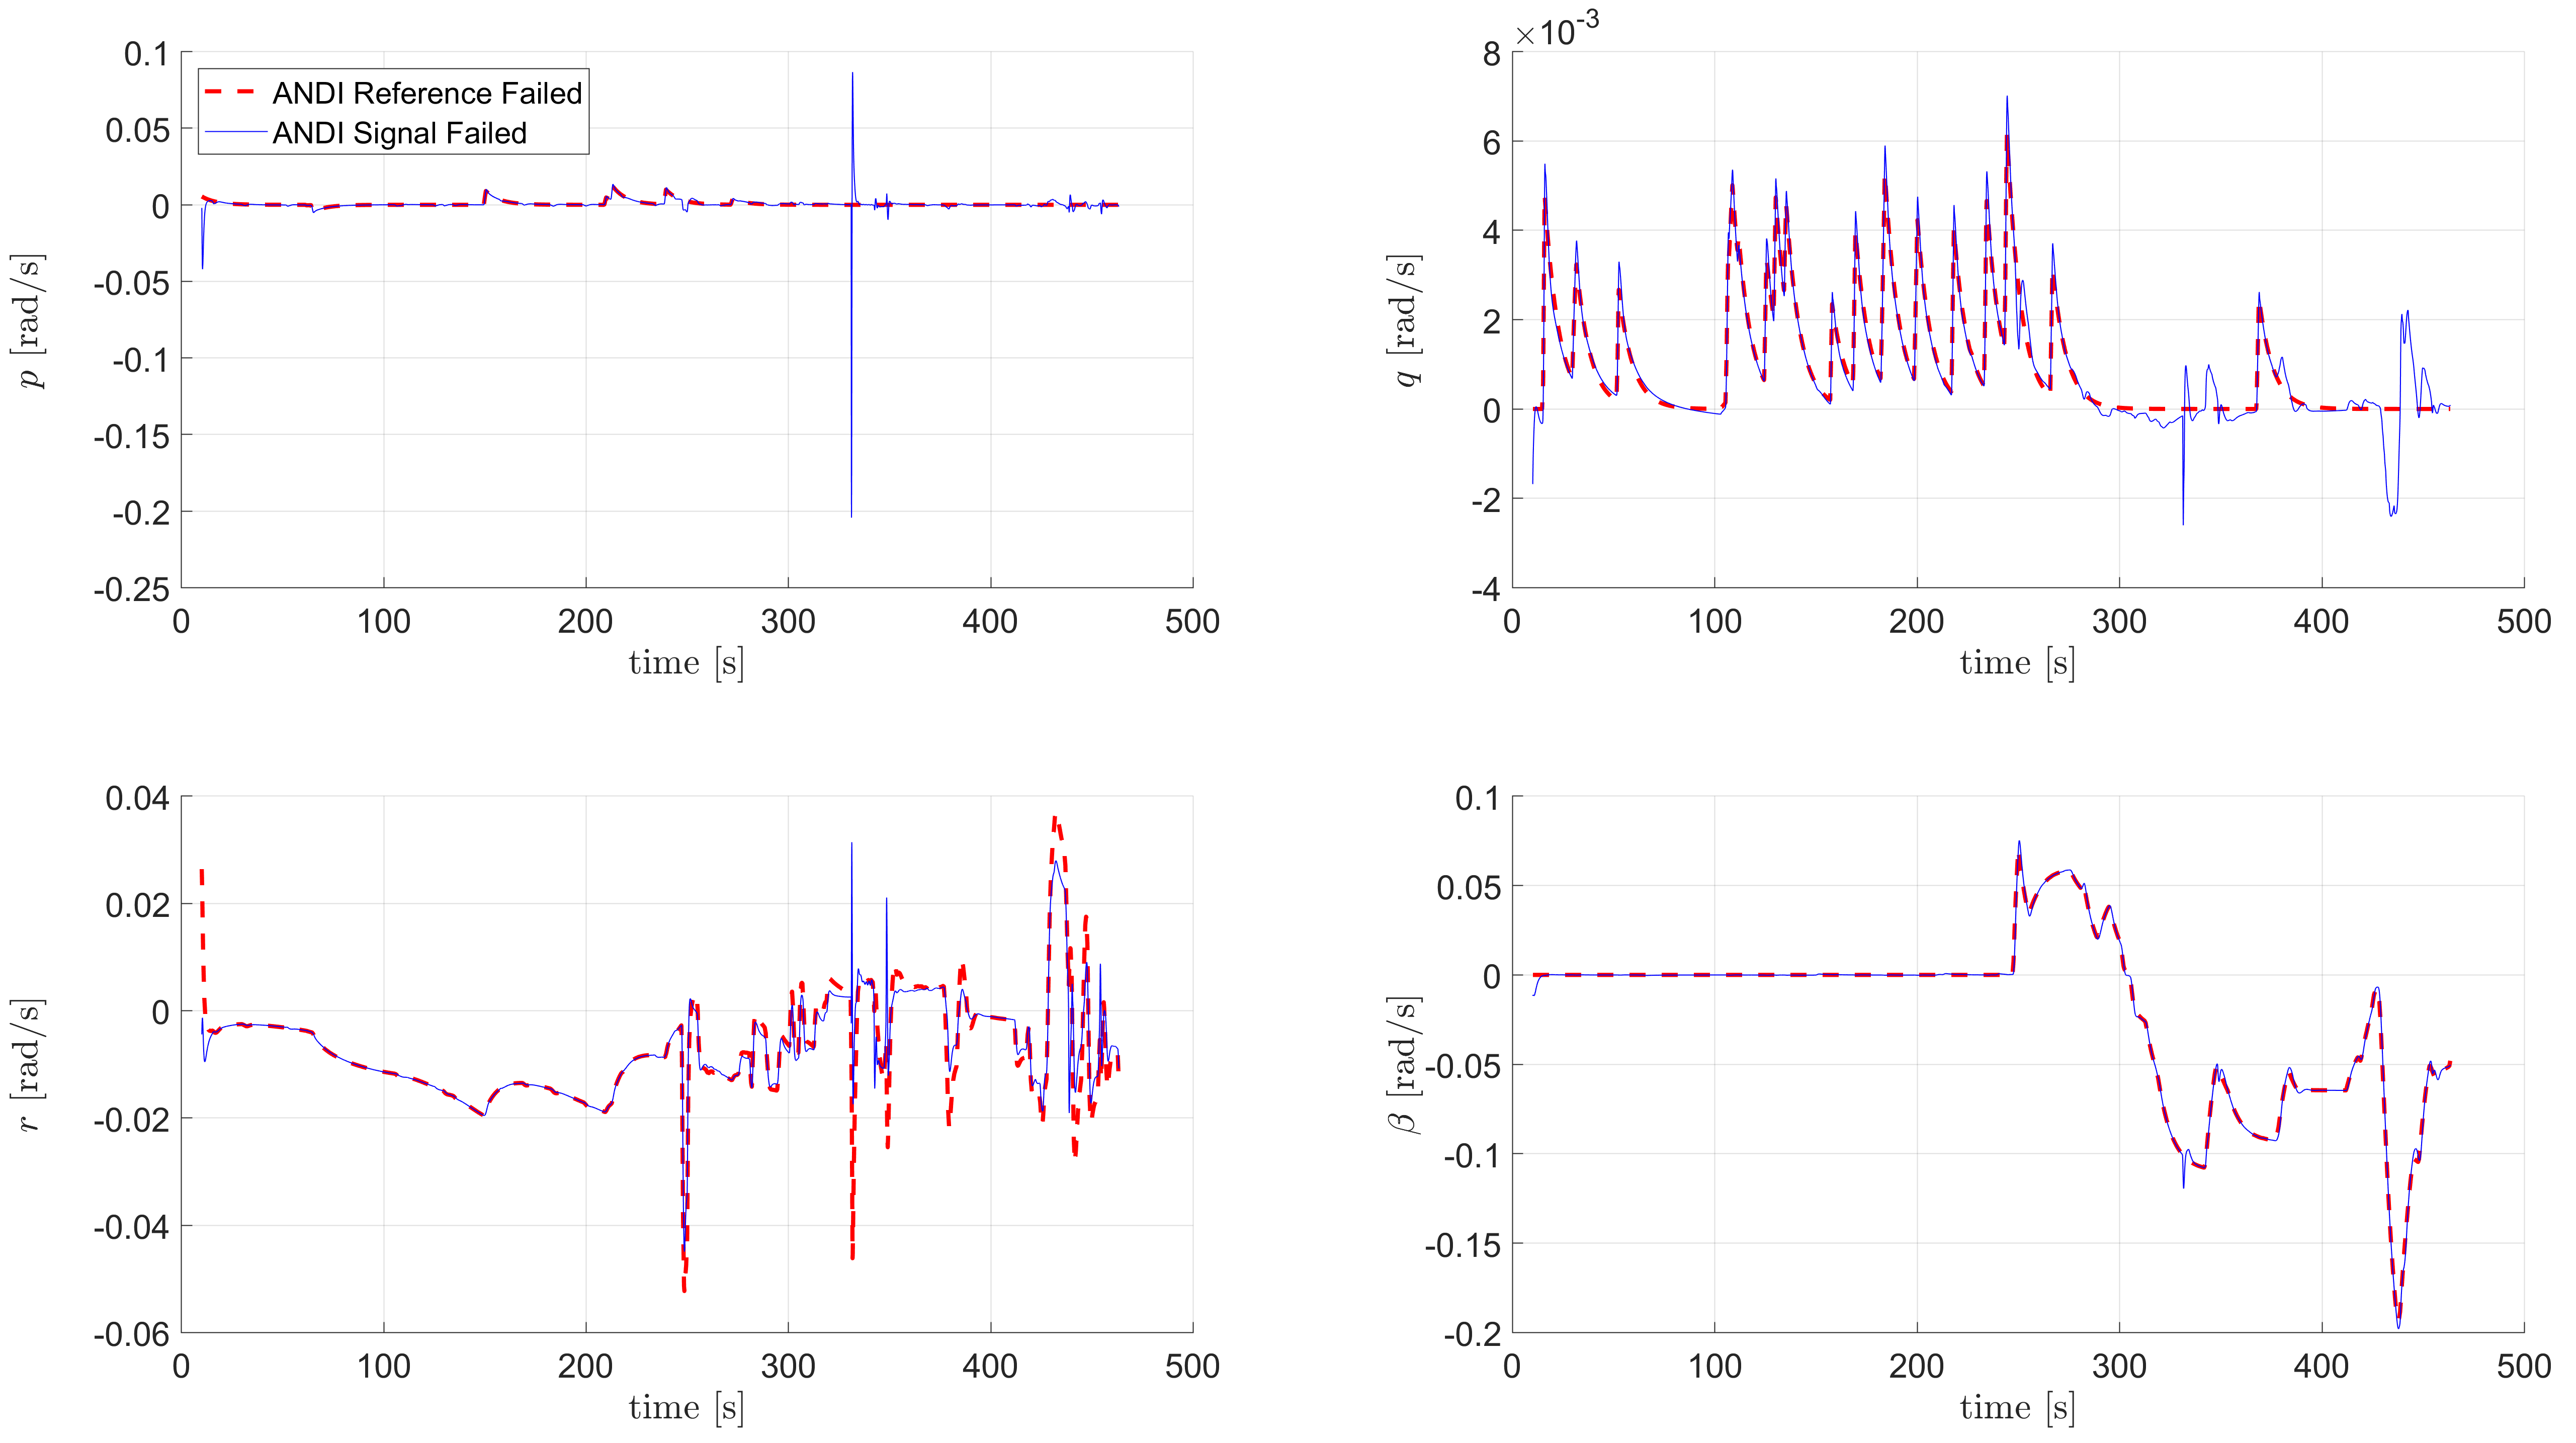 0.1
0.05
0
-0.05
-0.1
-0.15
-0.2
-0.25
p [rad/s]
ANDI Reference Failed
ANDI Signal Failed
0 100 200 300 400 500
time [s]
×10-3
8
6
4
2
0
-2
-4
q [rad/s]
0 100 200 300 400 500
time [s]
0.04
0.02
0
-0.02
-0.04
-0.06
r [rad/s]
0 100 200 300 400 500
time [s]
0.1
0.05
0
-0.05
-0.1
-0.15
-0.2
β [rad/s]
0 100 200 300 400 500
time [s]